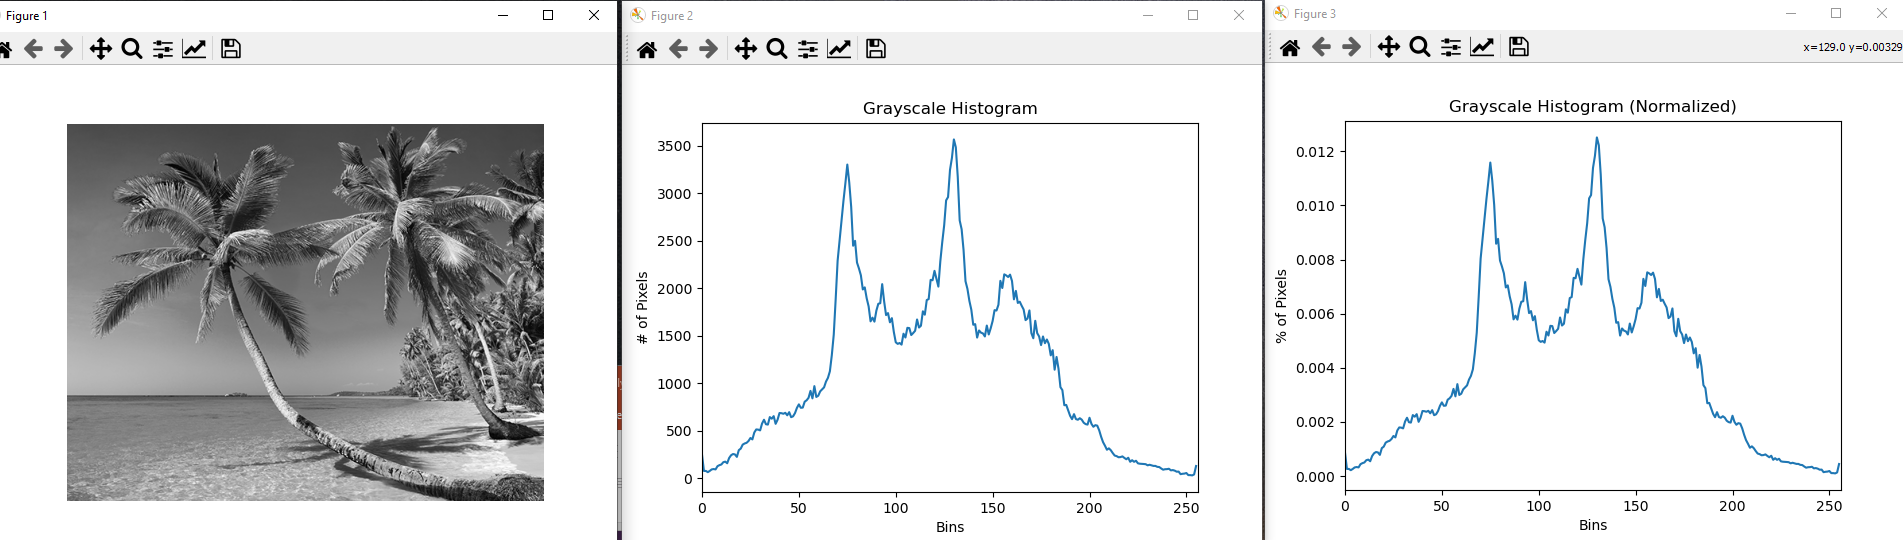 Figure 1
Figure 2
Figure 3
x=129.0 y=0.00329
Grayscale Histogram
3500
3000
2500
2000
1500
1000
500
0
# of Pixels
0 50 100 150 200 250
Bins
Grayscale Histogram (Normalized)
0.012
0.010
0.008
0.006
0.004
0.002
0.000
% of Pixels
0 50 100 150 200 250
Bins